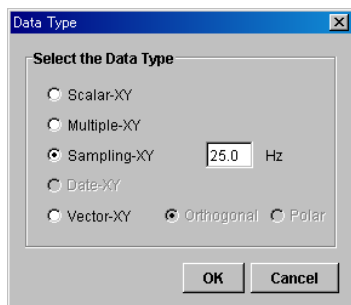 Data Type
Select the Data Type
Scalar-XY
Multiple-XY
Sampling-XY 25.0 Hz
Date-XY
Vector-XY Orthogonal Polar
OK Cancel